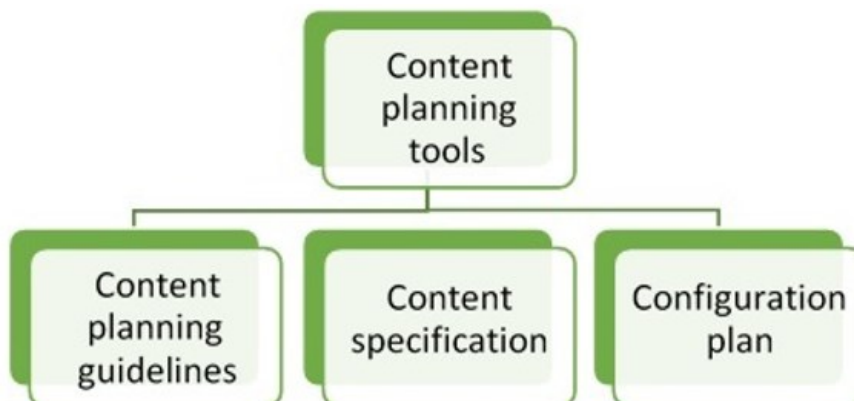 Content
planning
tools
Content
planning
guidelines
Content
specification
Configuration
plan